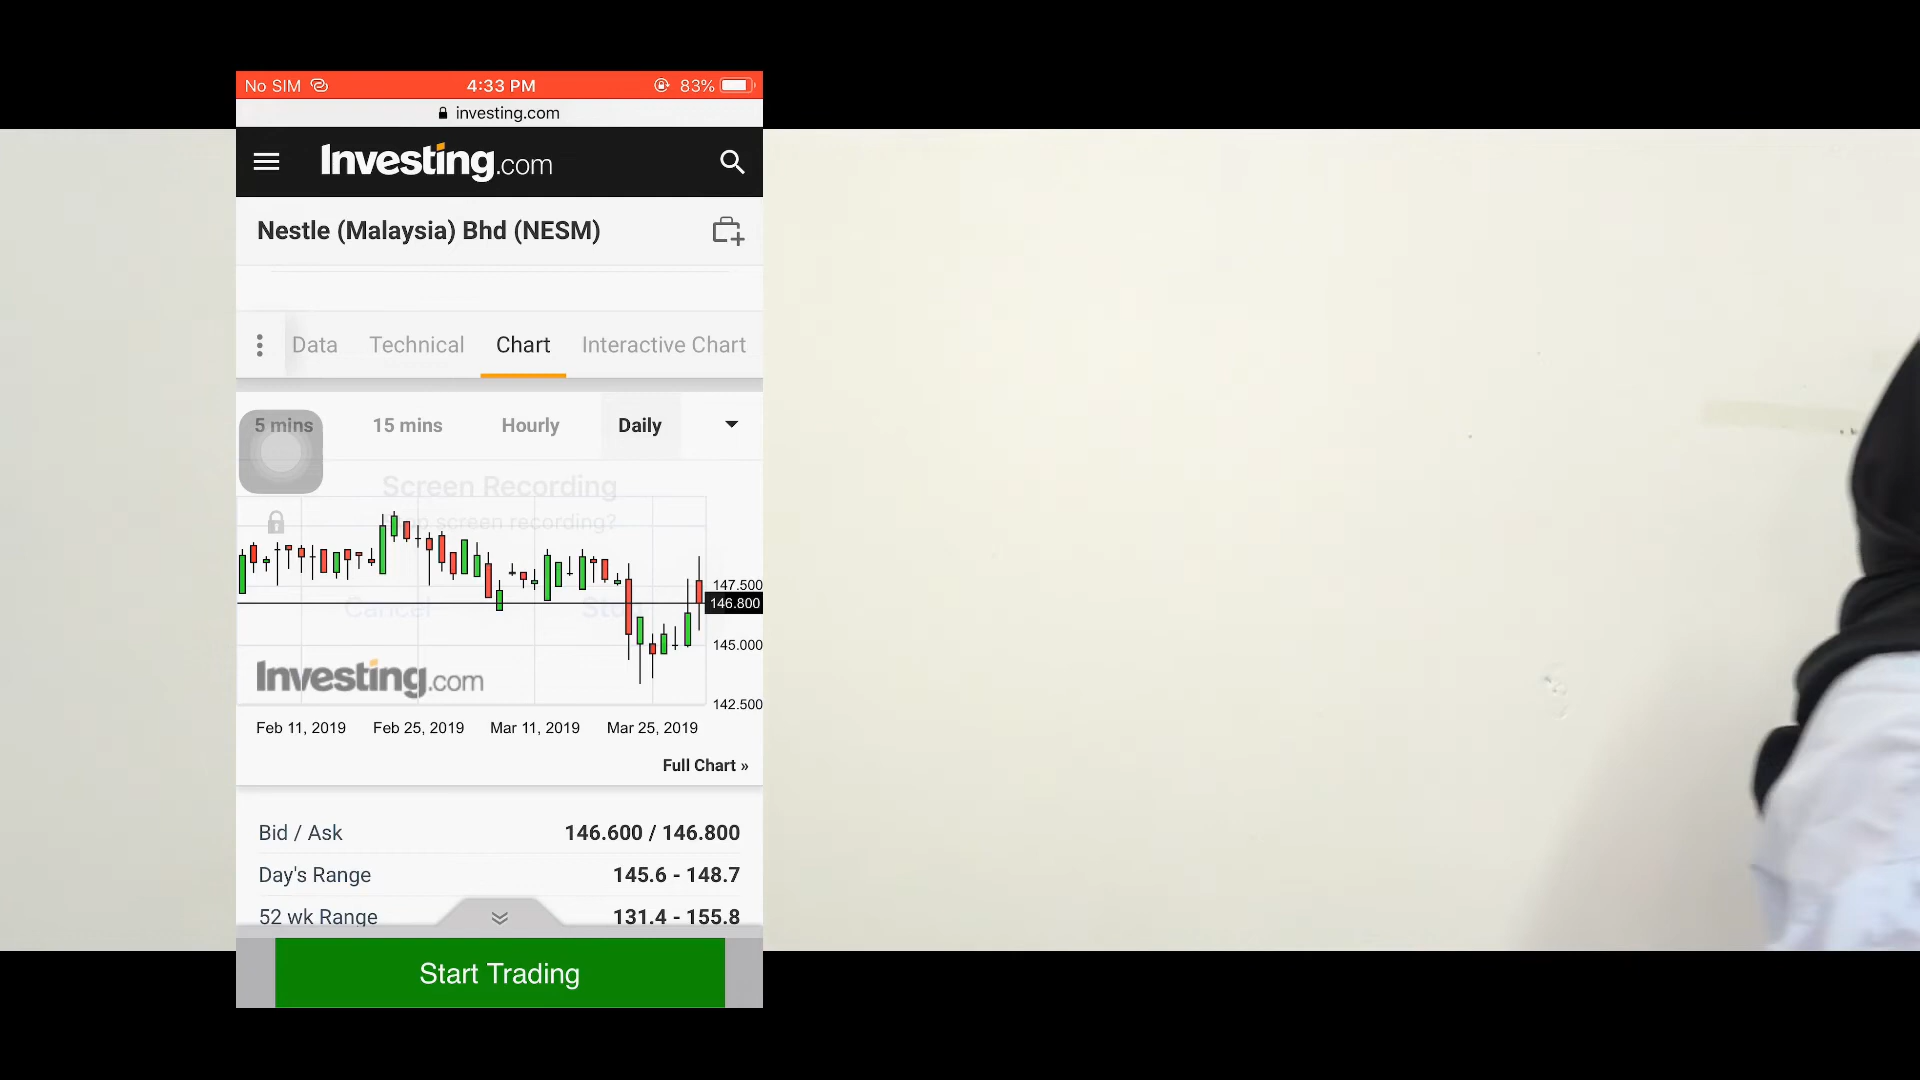 No SIM 4:33 PM 83%
investing.com
Investing.com
Nestle (Malaysia) Bhd (NESM)
Data Technical Chart Interactive Chart
5 mins 15 mins Hourly Daily
Screen Recording
screen recording?
147.500
Cancel
146.800
145.000
Investing.com
142.500
Feb 11, 2019 Feb 25, 2019 Mar 11, 2019 Mar 25, 2019
Full Chart »
Bid / Ask 146.600 / 146.800
Day's Range 145.6 - 148.7
52 wk Range 131.4 - 155.8
Start Trading